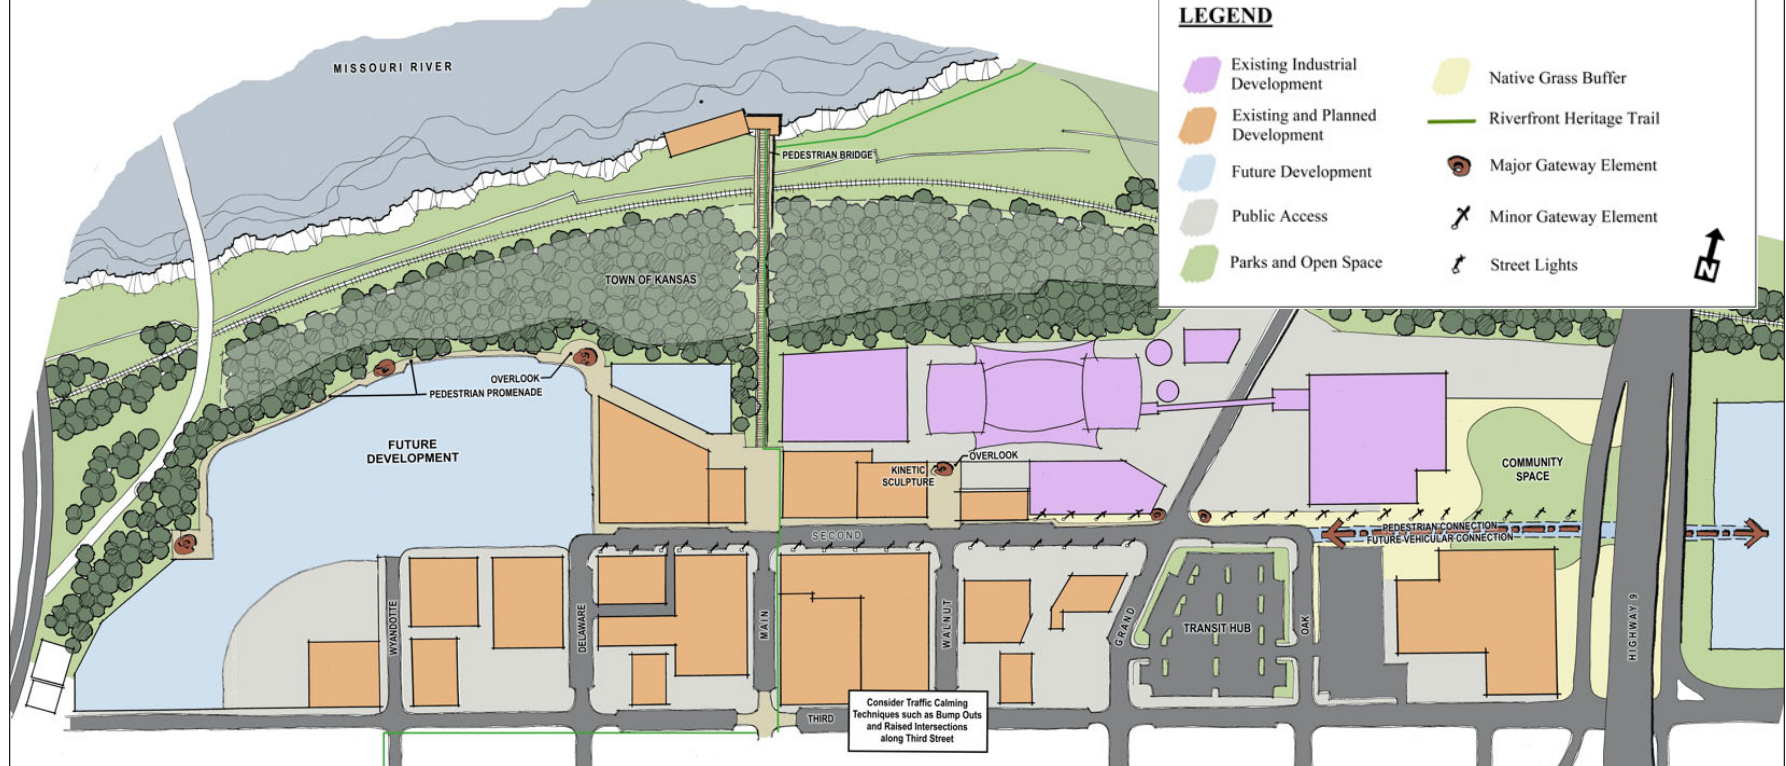 LEGEND
Existing Industrial
Development
Existing and Planned
Development
Future Development
Public Access
Parks and Open Space
Native Grass Buffer
Riverfront Heritage Trail
Major Gateway Element
Minor Gateway Element
Street Lights
N
MISSOURI RIVER
PEDESTRIAN BRIDGE
TOWN OF KANSAS
OVERLOOK
PEDESTRIAN PROMENADE
FUTURE
DEVELOPMENT
OVERLOOK
KINETIC
SCULPTURE
COMMUNITY
SPACE
SECOND
PEDESTRIAN CONNECTION
FUTURE VEHICULAR CONNECTION
WYANDOTTE
DELAWARE
MAIN
WALNUT
GRAND
TRANSIT HUB
OAK
HIGHWAY 9
THIRD
Consider Traffic Calming
Techniques such as Bump Outs
and Raised Intersections
along Third Street